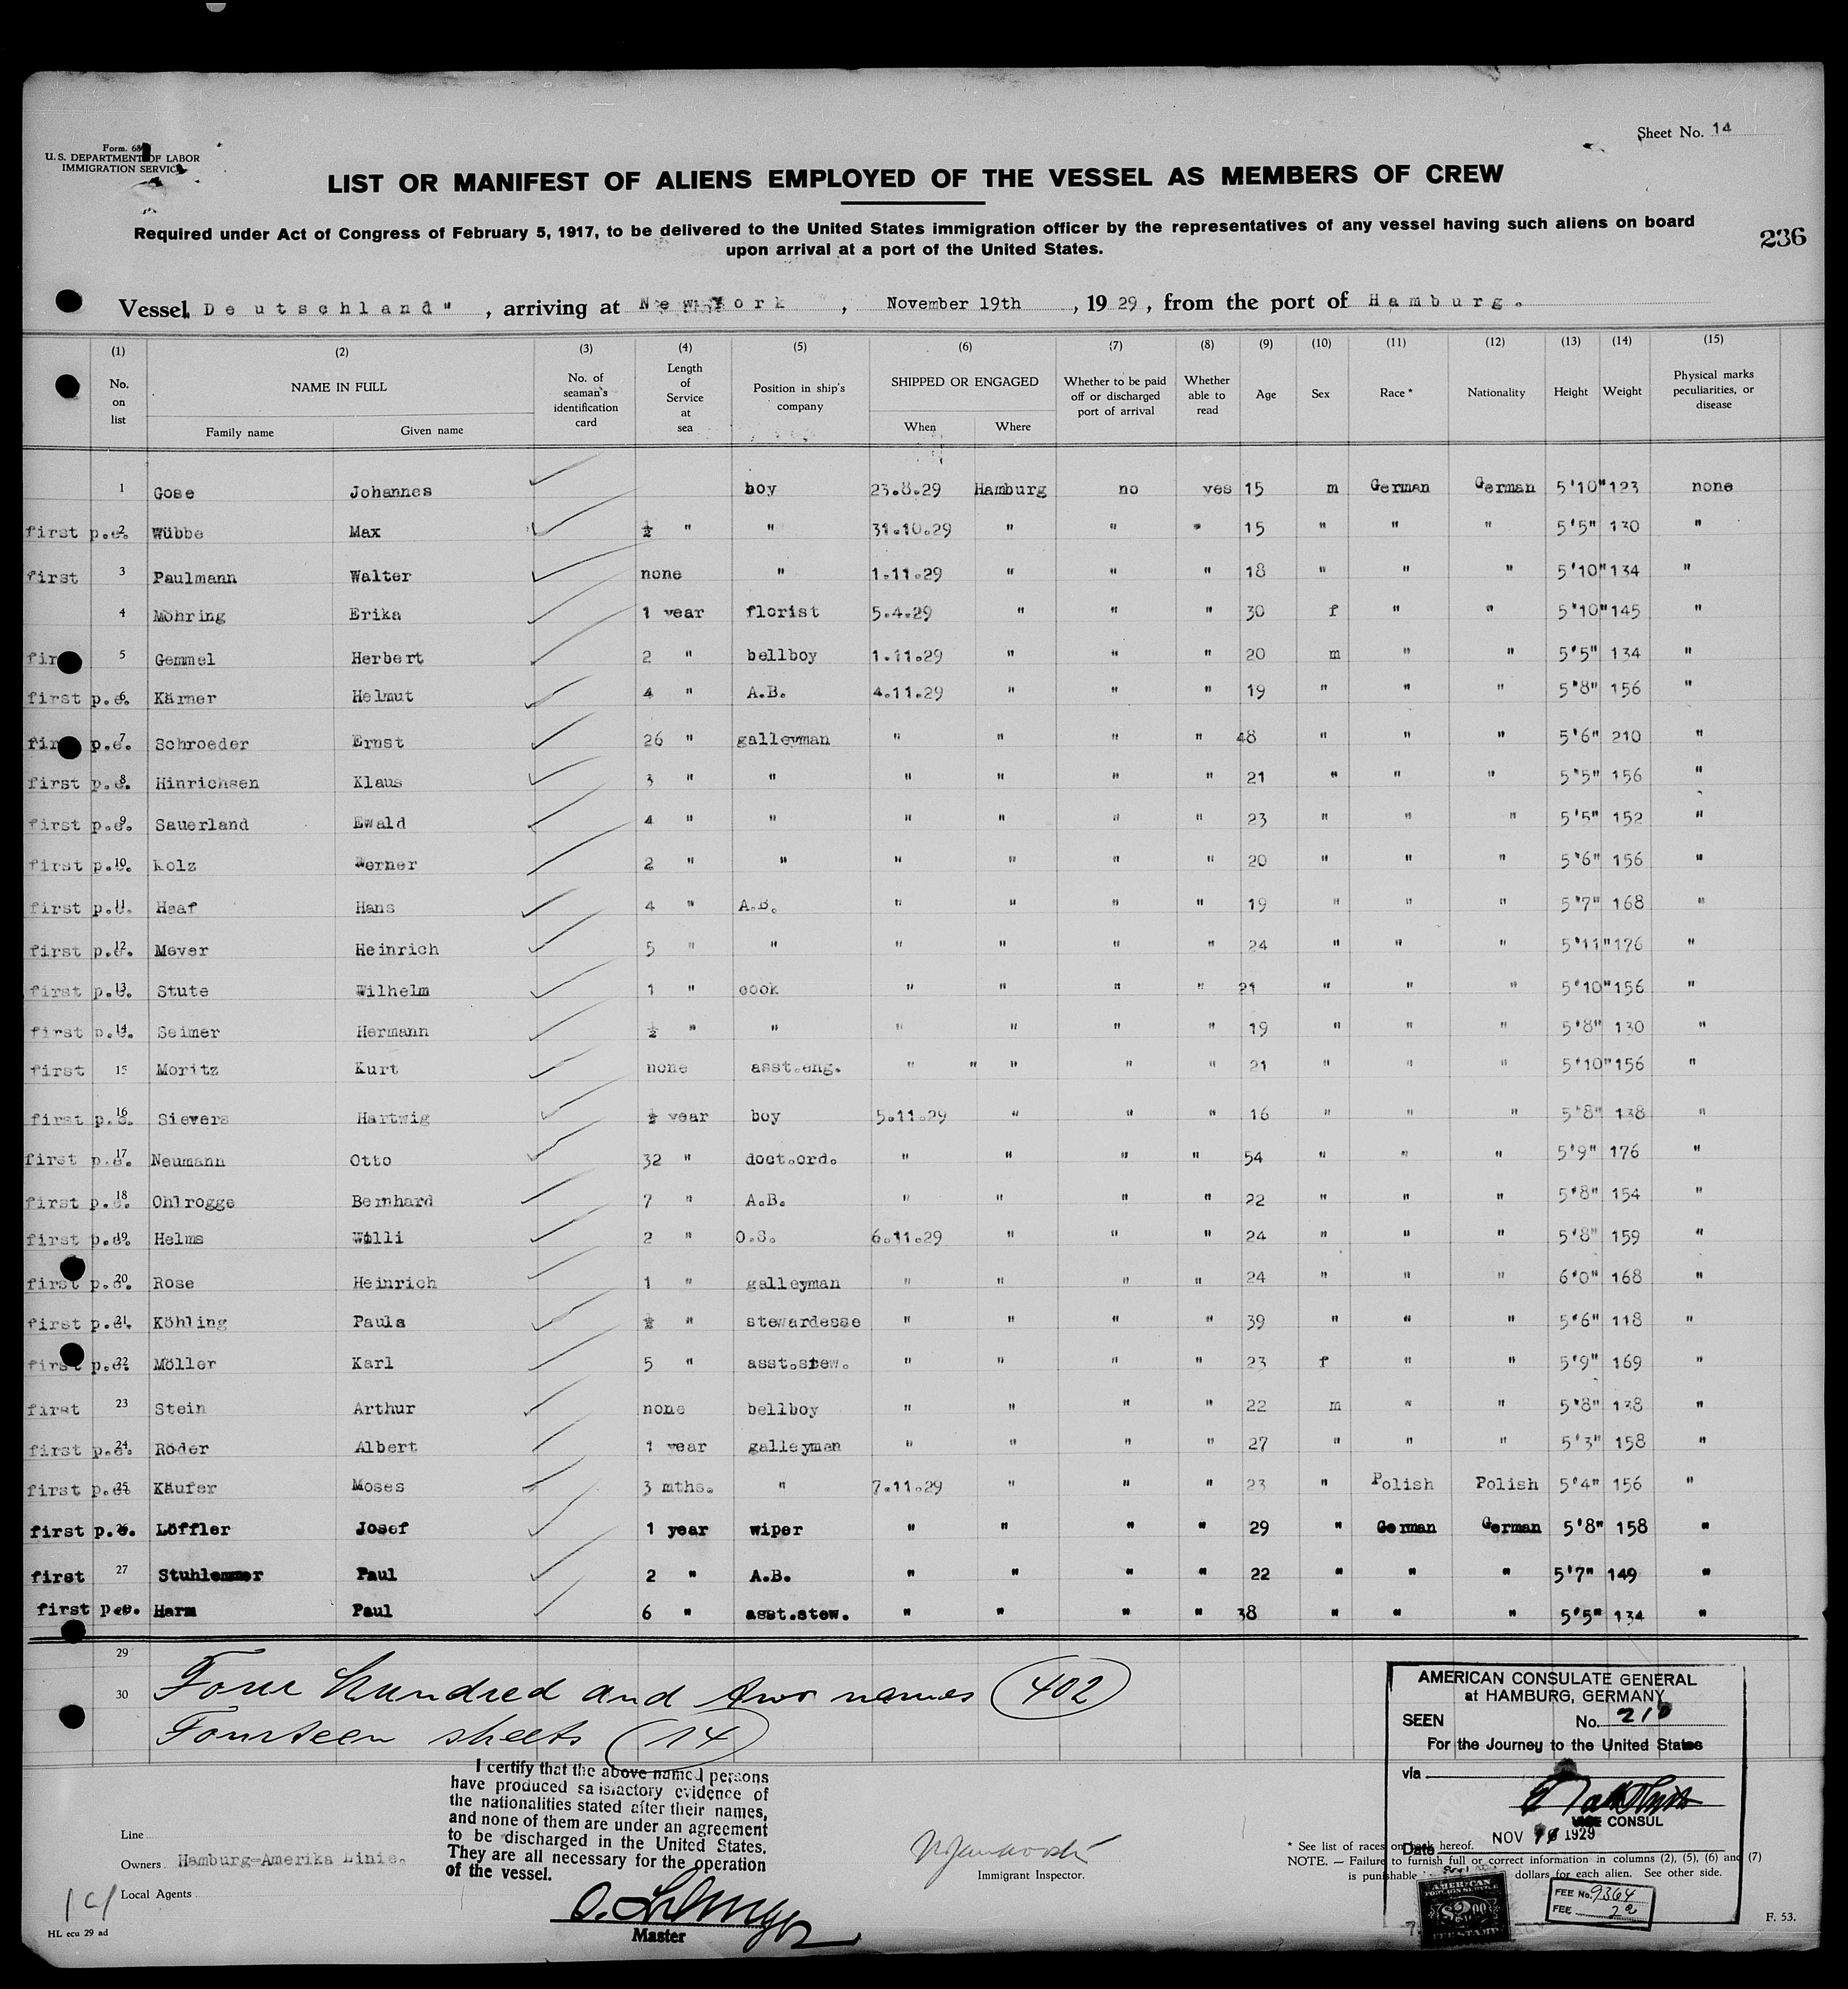 Sheet No. 14
Form. 68
U. S. DEPARTMENT OF LABOR
IMMIGRATION SERVICE
LIST OR MANIFEST OF ALIENS EMPLOYED OF THE VESSEL AS MEMBERS OF CREW
Required under Act of Congress of February 5, 1917, to be delivered to the United States immigration officer by the representatives of any vessel having such aliens on board
upon arrival at a port of the United States.
236
Vessel Deutschland" , arriving at New York , November 19th , 19 29 , from the port of Hamburg.
(1) (2) (3) (4) (5) (6) (7) (8) (9) (10) (11) (12) (13) (14) (15)
No. on list NAME IN FULL No. of seaman's identification card Length of Service at sea Position in ship's company SHIPPED OR ENGAGED Whether to be paid off or discharged port of arrival Whether able to read Age Sex Race * Nationality Height Weight Physical marks peculiarities, or disease
Family name Given name When Where
1 Gose Johannes boy 23.8.29 Hamburg no yes 15 m German German 5'10" 123 none
first p.e. 2 Wübbe Max ½ " " 31.10.29 " " " 15 " " " 5'5" 130 "
first 3 Paulmann Walter none " 1.11.29 " " " 18 " " " 5'10" 134 "
4 Möhring Erika 1 year florist 5.4.29 " " " 30 f " " 5'10" 145 "
first 5 Gemmel Herbert 2 " bellboy 1.11.29 " " " 20 m " " 5'5" 134 "
first p.e. 6 Kärner Helmut 4 " A.B. 4.11.29 " " " 19 " " " 5'8" 156 "
first p.e. 7 Schroeder Ernst 26 " galleyman " " " " 48 " " " 5'6" 210 "
first p.e. 8 Hinrichsen Klaus 3 " " " " " " 21 " " " 5'5" 156 "
first p.e. 9 Sauerland Ewald 4 " " " " " " 23 " " " 5'5" 152 "
first p.e. 10 Kolz Werner 2 " " " " " " 20 " " " 5'6" 156 "
first p.e. 11 Haaf Hans 4 " A.B. " " " " 19 " " " 5'7" 168 "
first p.e. 12 Meyer Heinrich 5 " " " " " " 24 " " " 5'11" 176 "
first p.e. 13 Stute Wilhelm 1 " cook " " " " 21 " " " 5'10" 156 "
first p.e. 14 Seimer Hermann ½ " " " " " " 19 " " " 5'8" 130 "
first 15 Moritz Kurt none asst.eng. " " " " " 21 " " " 5'10" 156 "
first p.e. 16 Sievers Hartwig ½ year boy 5.11.29 " " " 16 " " " 5'8" 138 "
first p.e. 17 Neumann Otto 32 " doct.ord. " " " " 54 " " " 5'9" 176 "
first p.e. 18 Ohlrogge Bernhard 7 " A.B. " " " " 22 " " " 5'8" 154 "
first p.e. 19 Helms Willi 2 " O.S. 6.11.29 " " " 24 " " " 5'8" 159 "
first p.e. 20 Rose Heinrich 1 " galleyman " " " " 24 " " " 6'0" 168 "
first p.e. 21 Köhling Paula ½ " stewardesse " " " " 39 " " " 5'6" 118 "
first p.e. 22 Möller Karl 5 " asst.stew. " " " " 23 f " " 5'9" 169 "
first 23 Stein Arthur none bellboy " " " " 22 m " " 5'8" 138 "
first p.e. 24 Röder Albert 1 year galleyman " " " " 27 " " " 5'3" 158 "
first p.e. 25 Käufer Moses 3 mths. " 7.11.29 " " " 23 " Polish Polish 5'4" 156 "
first p.e. 26 Löffler Josef 1 year wiper " " " " 29 " German German 5'8" 158 "
first 27 Stuhlemmer Paul 2 " A.B. " " " " 22 " " " 5'7" 149 "
first p.e. Harm Paul 6 " asst.stew. " " " " 38 " " " 5'5" 134 "
29
30 Four hundred and two names (402)
Fourteen sheets (14)
AMERICAN CONSULATE GENERAL
at HAMBURG, GERMANY
SEEN No. 210
For the Journey to the United States
via
VICE CONSUL
Date NOV 1929
I certify that the above named persons
have produced satisfactory evidence of
the nationalities stated after their names,
and none of them are under an agreement
to be discharged in the United States.
They are all necessary for the operation
of the vessel.
Master
Line
Owners Hamburg-Amerika Linie.
Local Agents
HL ecu 29 ad
Immigrant Inspector.
* See list of races on back hereof.
NOTE. — Failure to furnish full or correct information in columns (2), (5), (6) and (7)
is punishable dollars for each alien. See other side.
AMERICAN
FOREIGN SERVICE
$2.00
FEE STAMP
FEE No. 9364
FEE 2
F. 53.